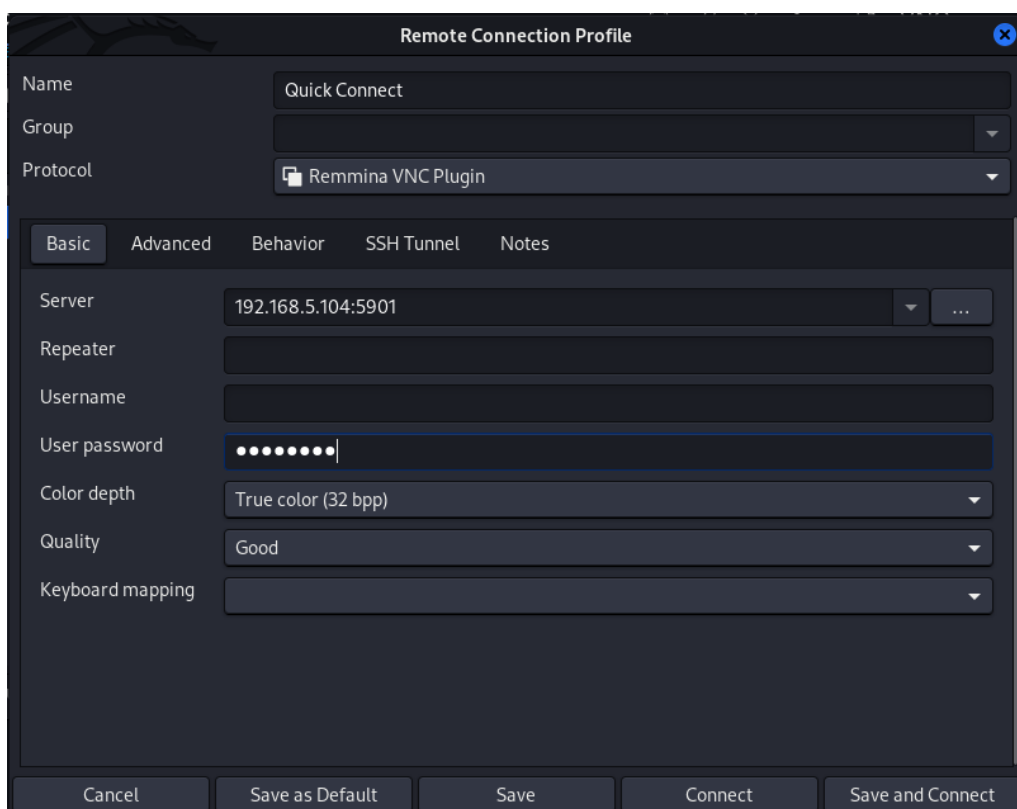 Remote Connection Profile
Name Quick Connect
Group
Protocol Remmina VNC Plugin
Basic Advanced Behavior SSH Tunnel Notes
Server 192.168.5.104:5901 ...
Repeater
Username
User password ●●●●●●●●
Color depth True color (32 bpp)
Quality Good
Keyboard mapping
Cancel Save as Default Save Connect Save and Connect